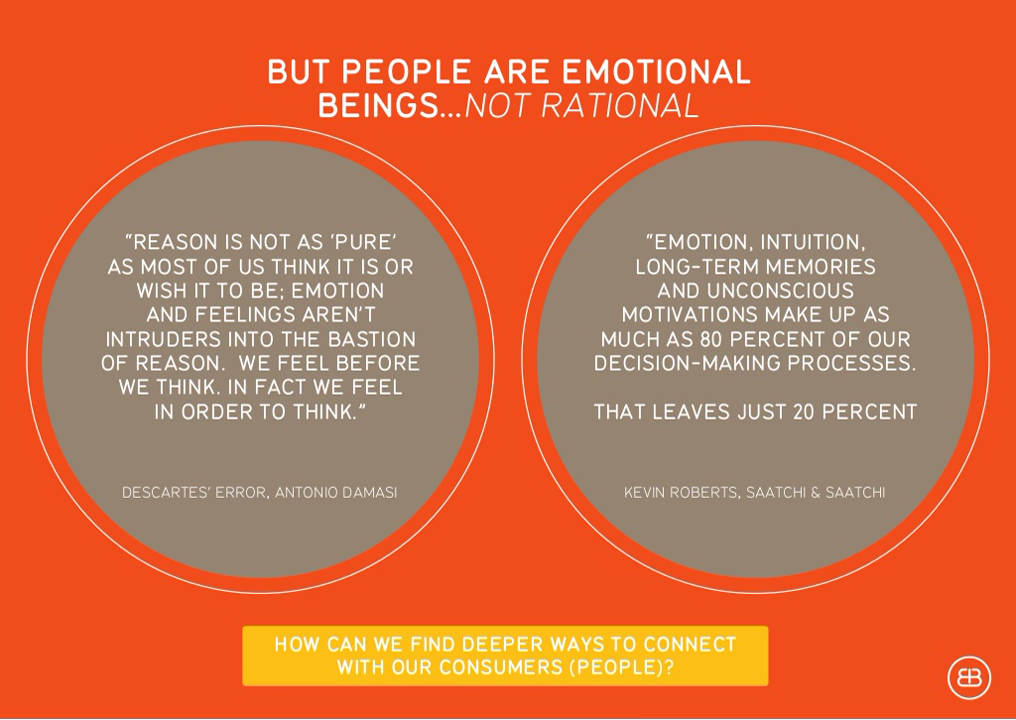 BUT PEOPLE ARE EMOTIONAL
BEINGS...NOT RATIONAL
“REASON IS NOT AS ‘PURE’
AS MOST OF US THINK IT IS OR
WISH IT TO BE; EMOTION
AND FEELINGS AREN’T
INTRUDERS INTO THE BASTION
OF REASON.  WE FEEL BEFORE
WE THINK. IN FACT WE FEEL
IN ORDER TO THINK.”
DESCARTES’ ERROR, ANTONIO DAMASI
“EMOTION, INTUITION,
LONG-TERM MEMORIES
AND UNCONSCIOUS
MOTIVATIONS MAKE UP AS
MUCH AS 80 PERCENT OF OUR
DECISION-MAKING PROCESSES.
THAT LEAVES JUST 20 PERCENT
KEVIN ROBERTS, SAATCHI & SAATCHI
HOW CAN WE FIND DEEPER WAYS TO CONNECT
WITH OUR CONSUMERS (PEOPLE)?